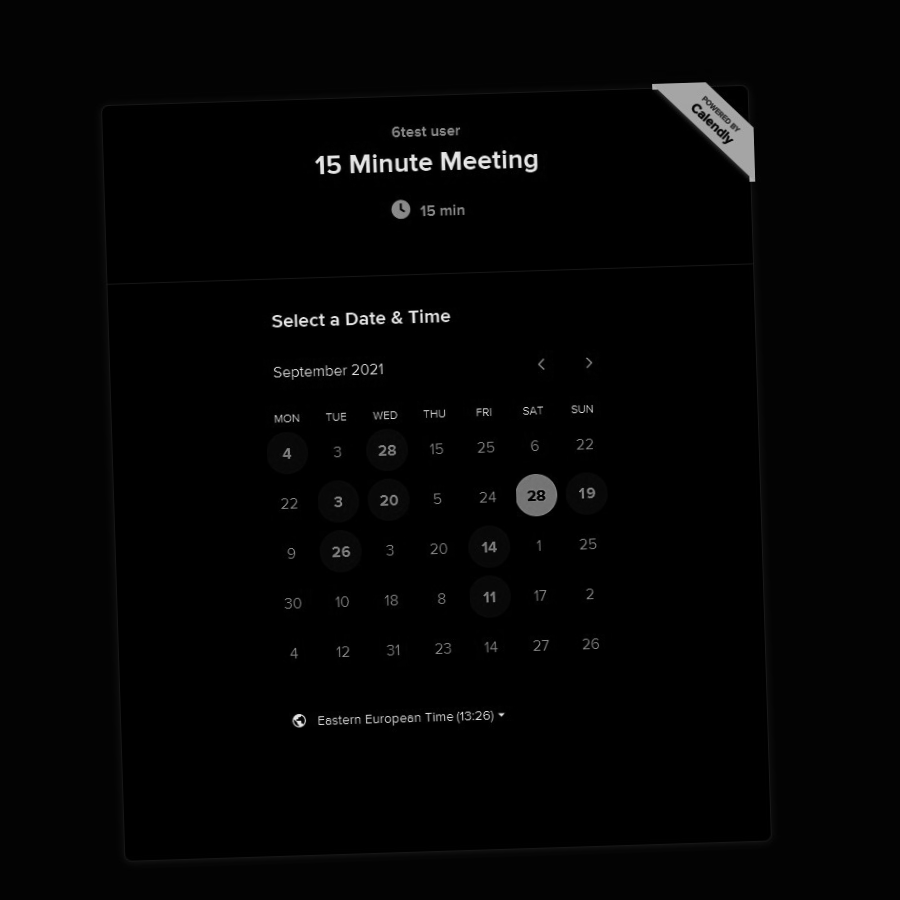 POWERED BY
Calendly
6test user
15 Minute Meeting
15 min
Select a Date & Time
September 2021
MON TUE WED THU FRI SAT SUN
4 3 28 15 25 6 22
22 3 20 5 24 28 19
9 26 3 20 14 1 25
30 10 18 8 11 17 2
4 12 31 23 14 27 26
Eastern European Time (13:26)